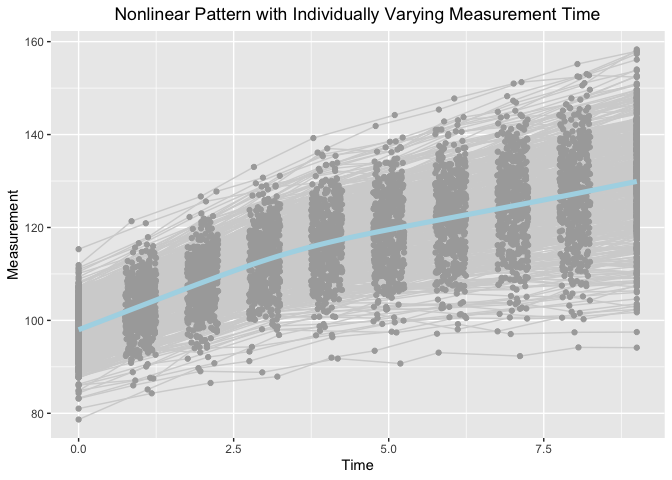 Nonlinear Pattern with Individually Varying Measurement Time
160
140
120
100
80
Measurement
0.0 2.5 5.0 7.5
Time